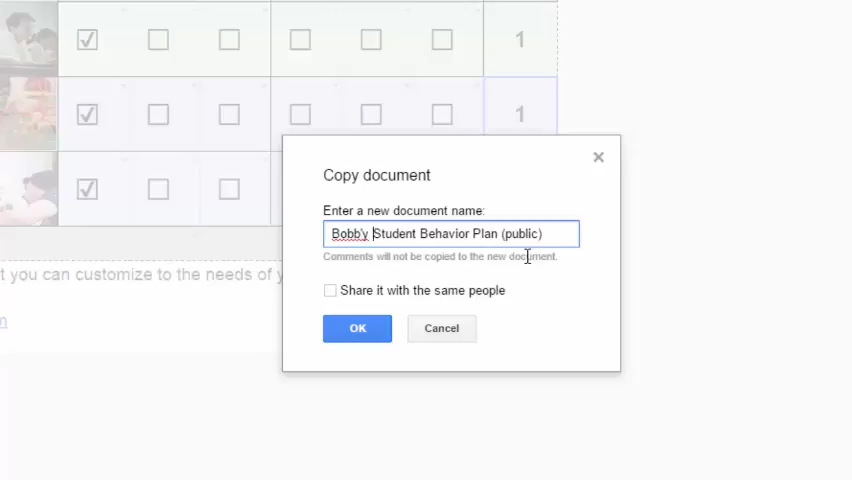 1
1
Copy document
Enter a new document name:
Bobb'y Student Behavior Plan (public)
Comments will not be copied to the new document.
t you can customize to the needs of y
Share it with the same people
m
OK
Cancel